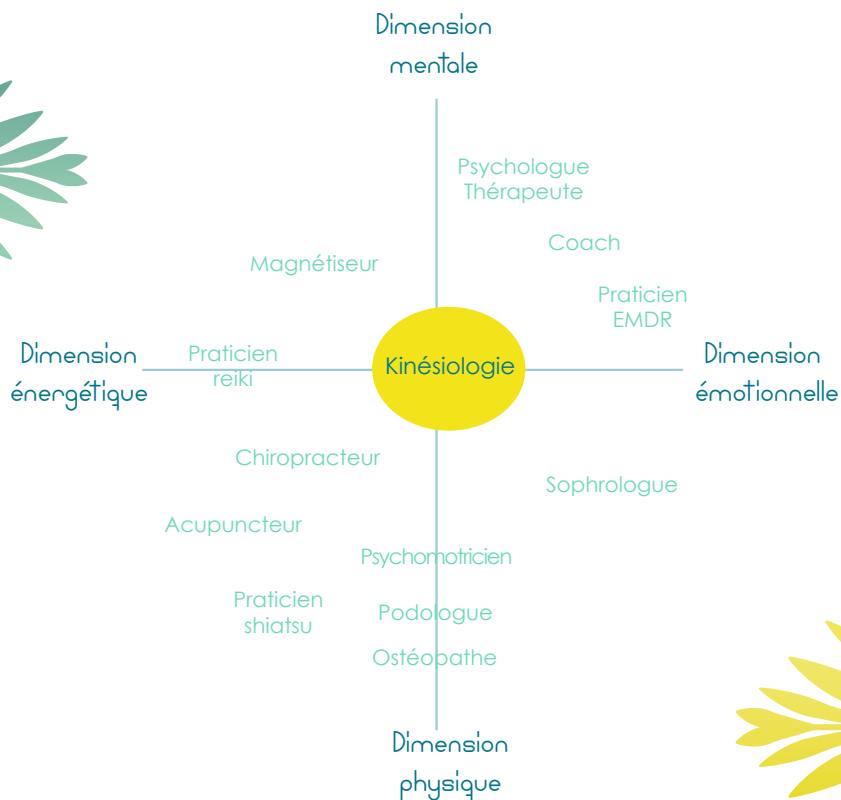 Dimension
mentale
Psychologue
Thérapeute
Coach
Magnétiseur
Praticien
EMDR
Dimension
énergétique
Praticien
reiki
Kinésiologie
Dimension
émotionnelle
Chiropracteur
Sophrologue
Acupuncteur
Psychomotricien
Praticien
shiatsu
Podologue
Ostéopathe
Dimension
physique